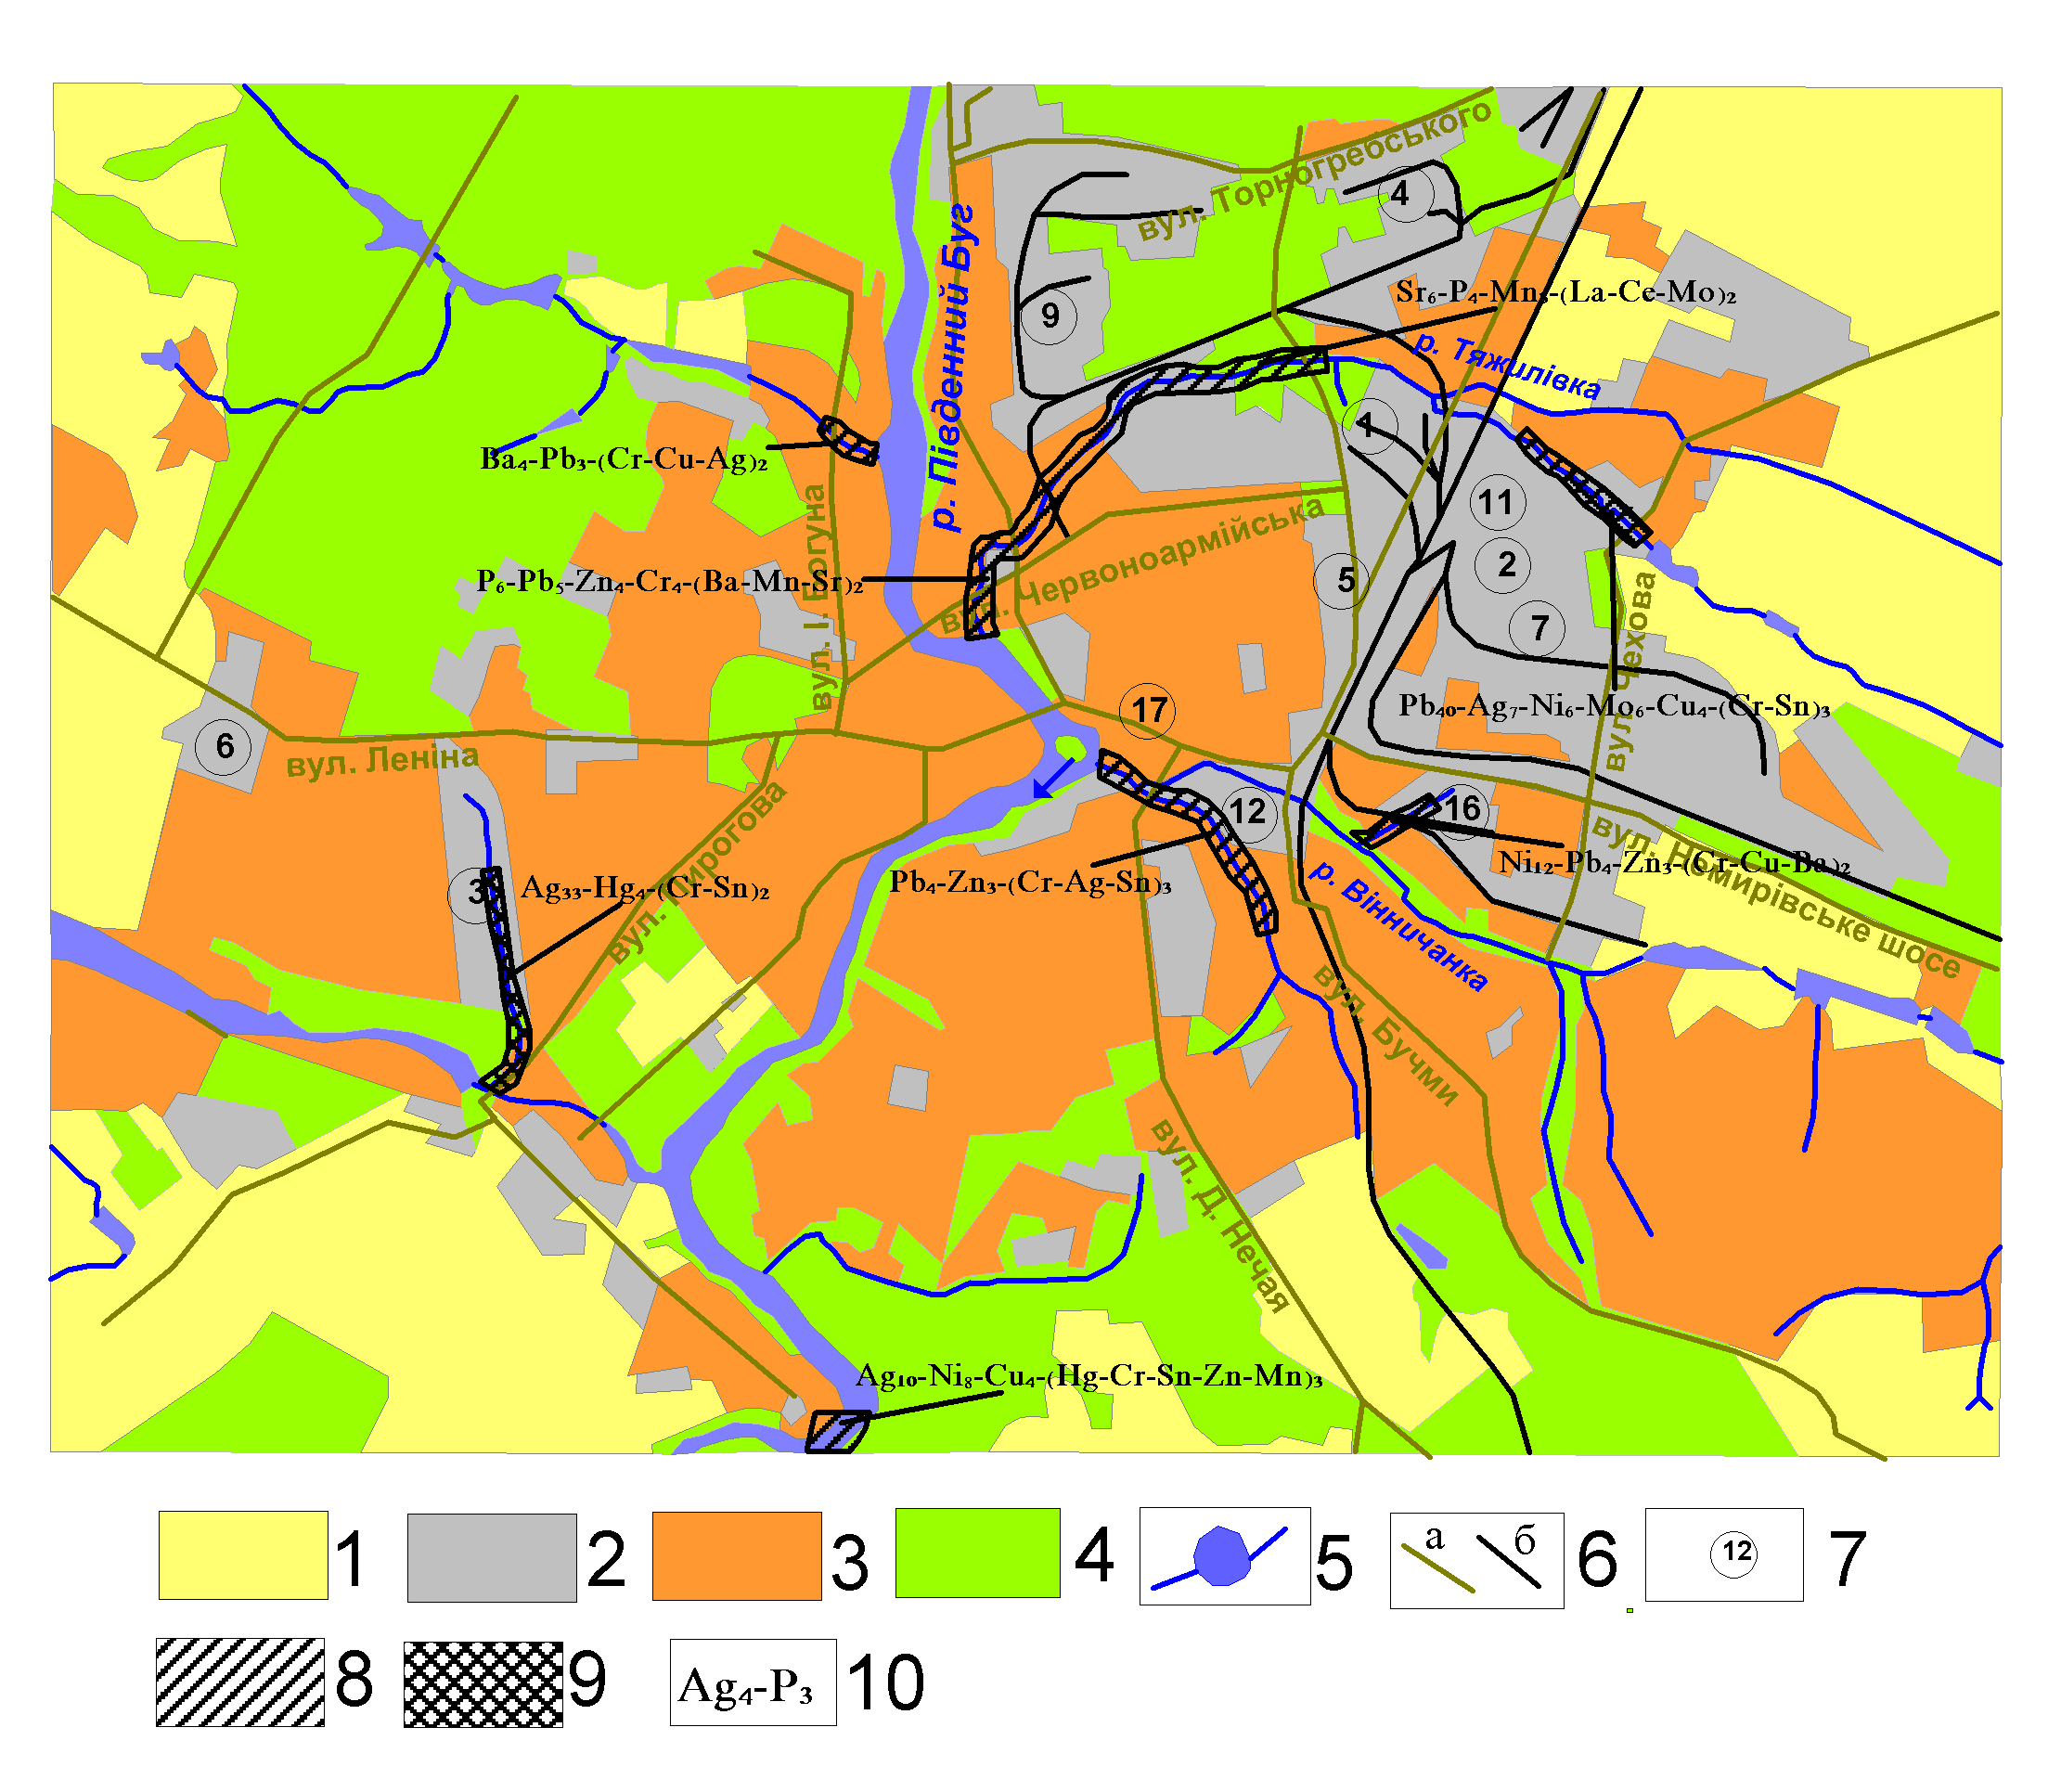 вул. Торногребського
4
р. Південний Буг
9
Sr₆-P₄-Mn₃-(La-Ce-Mo)₂
р. Тяжилівка
1
Ba₄-Pb₃-(Cr-Cu-Ag)₂
11
вул. Червоноармійська
2
5
P₆-Pb₅-Zn₄-Cr₄-(Ba-Mn-Sr)₂
вул. І. Богуна
7
вул. Чехова
17
Pb₄₀-Ag₇-Ni₆-Mo₆-Cu₄-(Cr-Sn)₃
6
вул. Леніна
12
16
вул. Пирогова
вул. Немирівське шосе
Ni₁₂-Pb₄-Zn₃-(Cr-Cu-Ba)₂
3
Ag₃₃-Hg₄-(Cr-Sn)₂
Pb₄-Zn₃-(Cr-Ag-Sn)₃
р. Вінничанка
вул. Бучми
вул. Д. Нечая
Ag₁₀-Ni₈-Cu₄-(Hg-Cr-Sn-Zn-Mn)₃
1
2
3
4
5
а б 6
12 7
8
9
Ag₄-P₃ 10